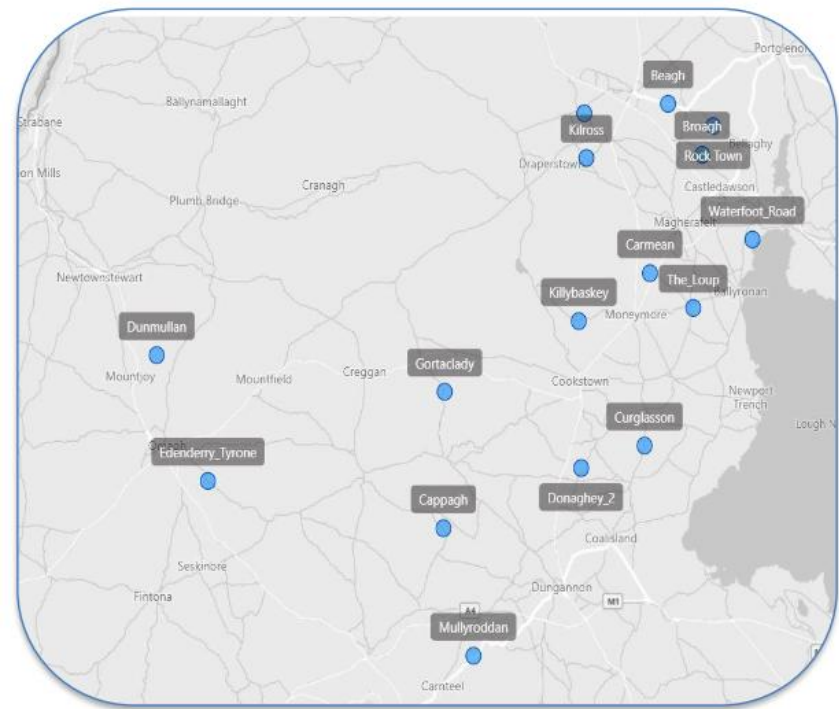 Portglenon
Beagh
Ballynamallaght
Strabane
Broagh
Kilross
Bellaghy
Rock Town
Draperstown
on Mills
Cranagh
Castledawson
Plumb Bridge
Waterfoot_Road
Magherafelt
Carmean
Newtownstewart
The_Loup
Killybaskey
Ballyronan
Moneymore
Dunmullan
Gortaclady
Creggan
Mountjoy
Mountfield
Cookstown
Newport
Trench
Curglasson
Lough N
Omagh
Edenderry_Tyrone
Donaghey_2
Cappagh
Coalisland
Seskinore
Dungannon
Fintona
M1
A4
Mullyroddan
Carnteel